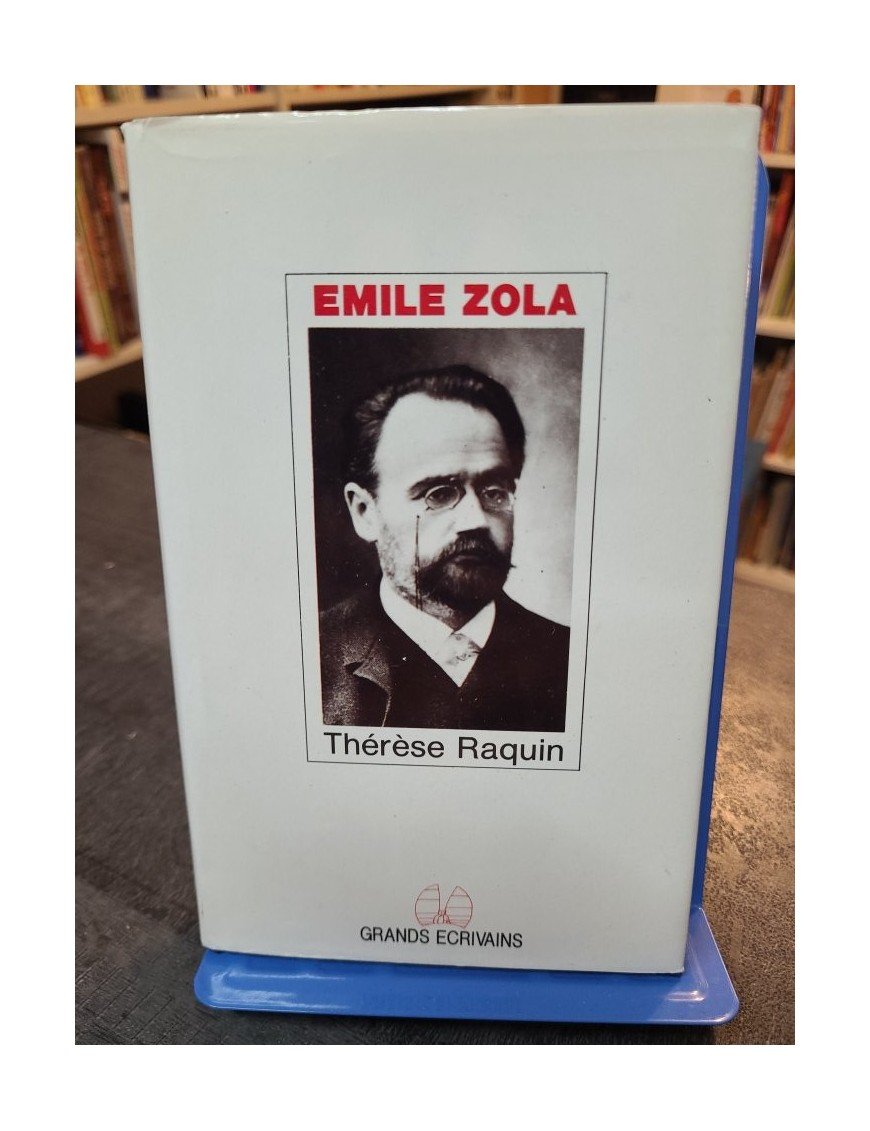 EMILE ZOLA
Thérèse Raquin
GRANDS ECRIVAINS